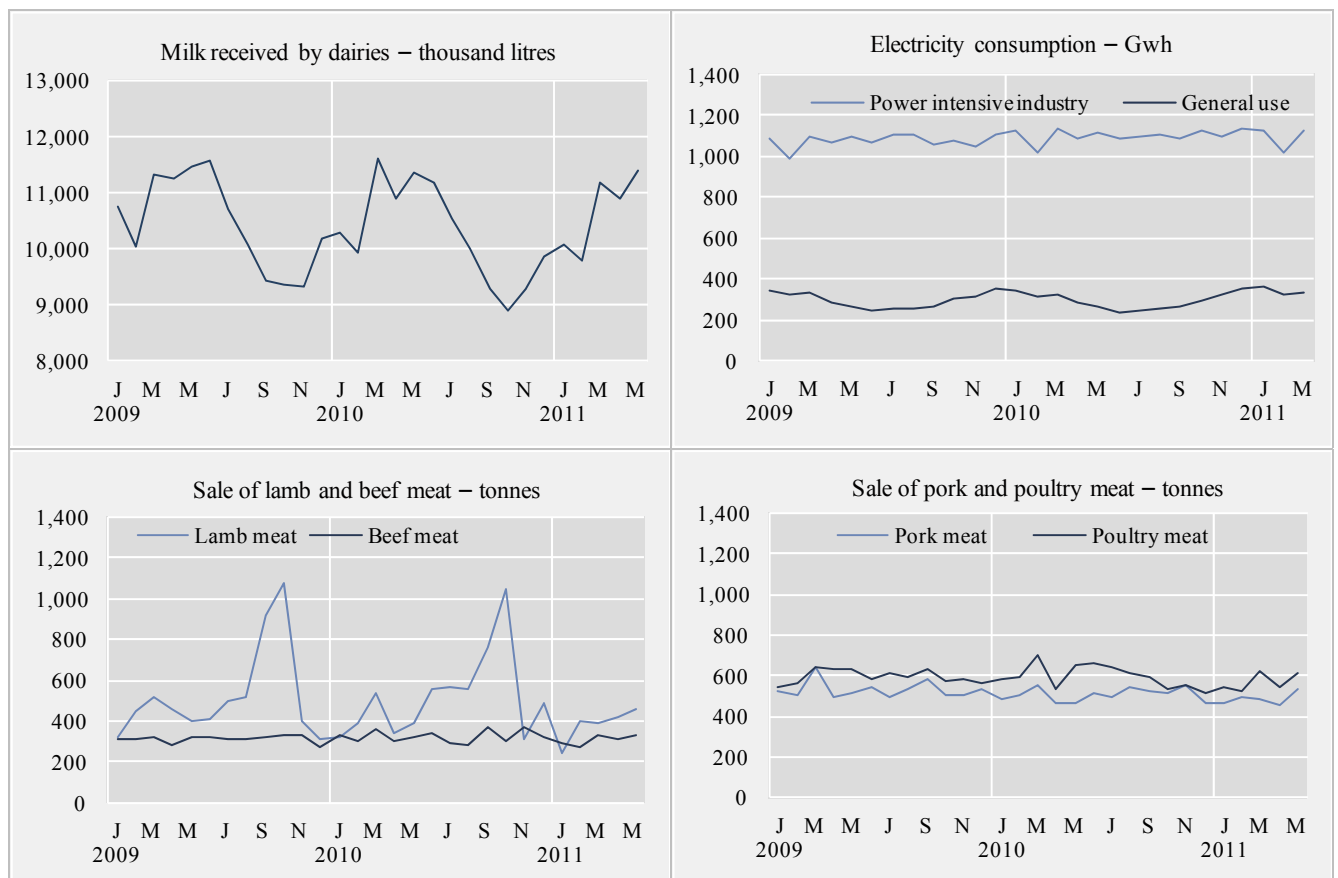 Milk received by dairies – thousand litres
13,000
12,000
11,000
10,000
9,000
8,000
J M M J S N J M M J S N J M M
2009 2010 2011
Electricity consumption – Gwh
1,400
1,200
1,000
800
600
400
200
0
Power intensive industry General use
J M M J S N J M M J S N J M
2009 2010 2011
Sale of lamb and beef meat – tonnes
1,400
1,200
1,000
800
600
400
200
0
Lamb meat Beef meat
J M M J S N J M M J S N J M M
2009 2010 2011
Sale of pork and poultry meat – tonnes
1,400
1,200
1,000
800
600
400
200
0
Pork meat Poultry meat
J M M J S N J M M J S N J M M
2009 2010 2011